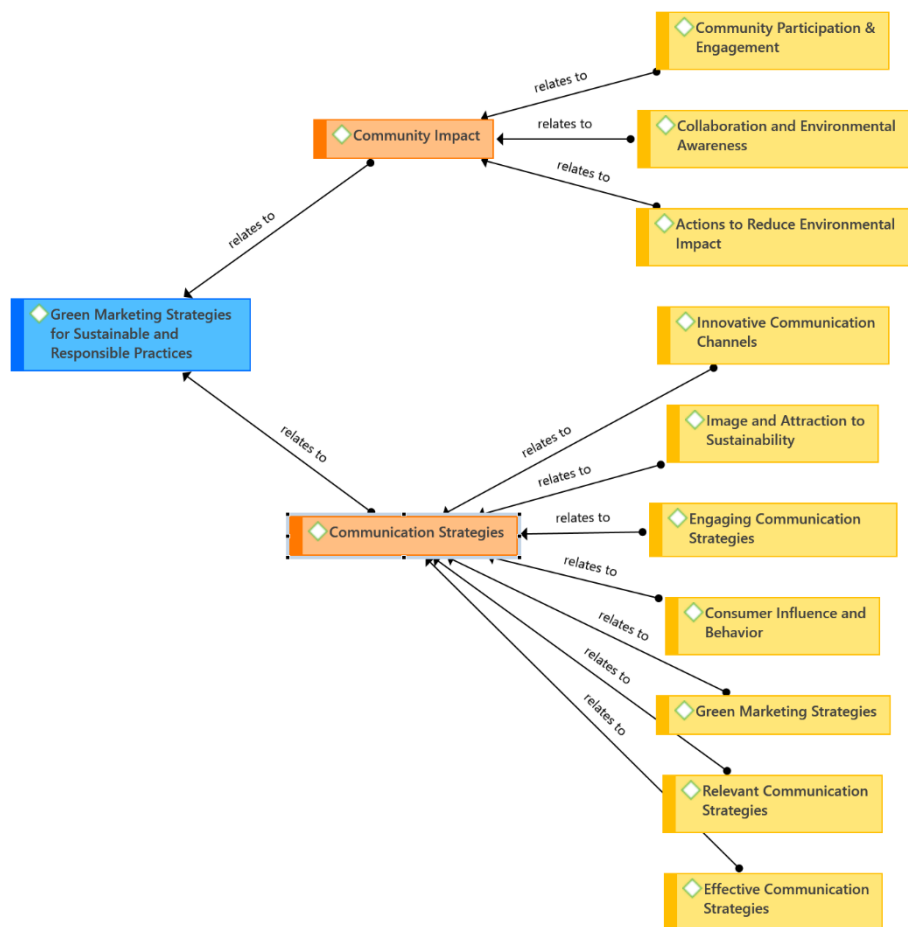 Community Participation &
Engagement
relates to
Community Impact
relates to
Collaboration and Environmental
Awareness
relates to
Actions to Reduce Environmental
Impact
relates to
Green Marketing Strategies
for Sustainable and
Responsible Practices
Innovative Communication
Channels
relates to
relates to
Image and Attraction to
Sustainability
relates to
Communication Strategies
relates to
Engaging Communication
Strategies
relates to
Consumer Influence and
Behavior
relates to
Green Marketing Strategies
relates to
Relevant Communication
Strategies
relates to
Effective Communication
Strategies